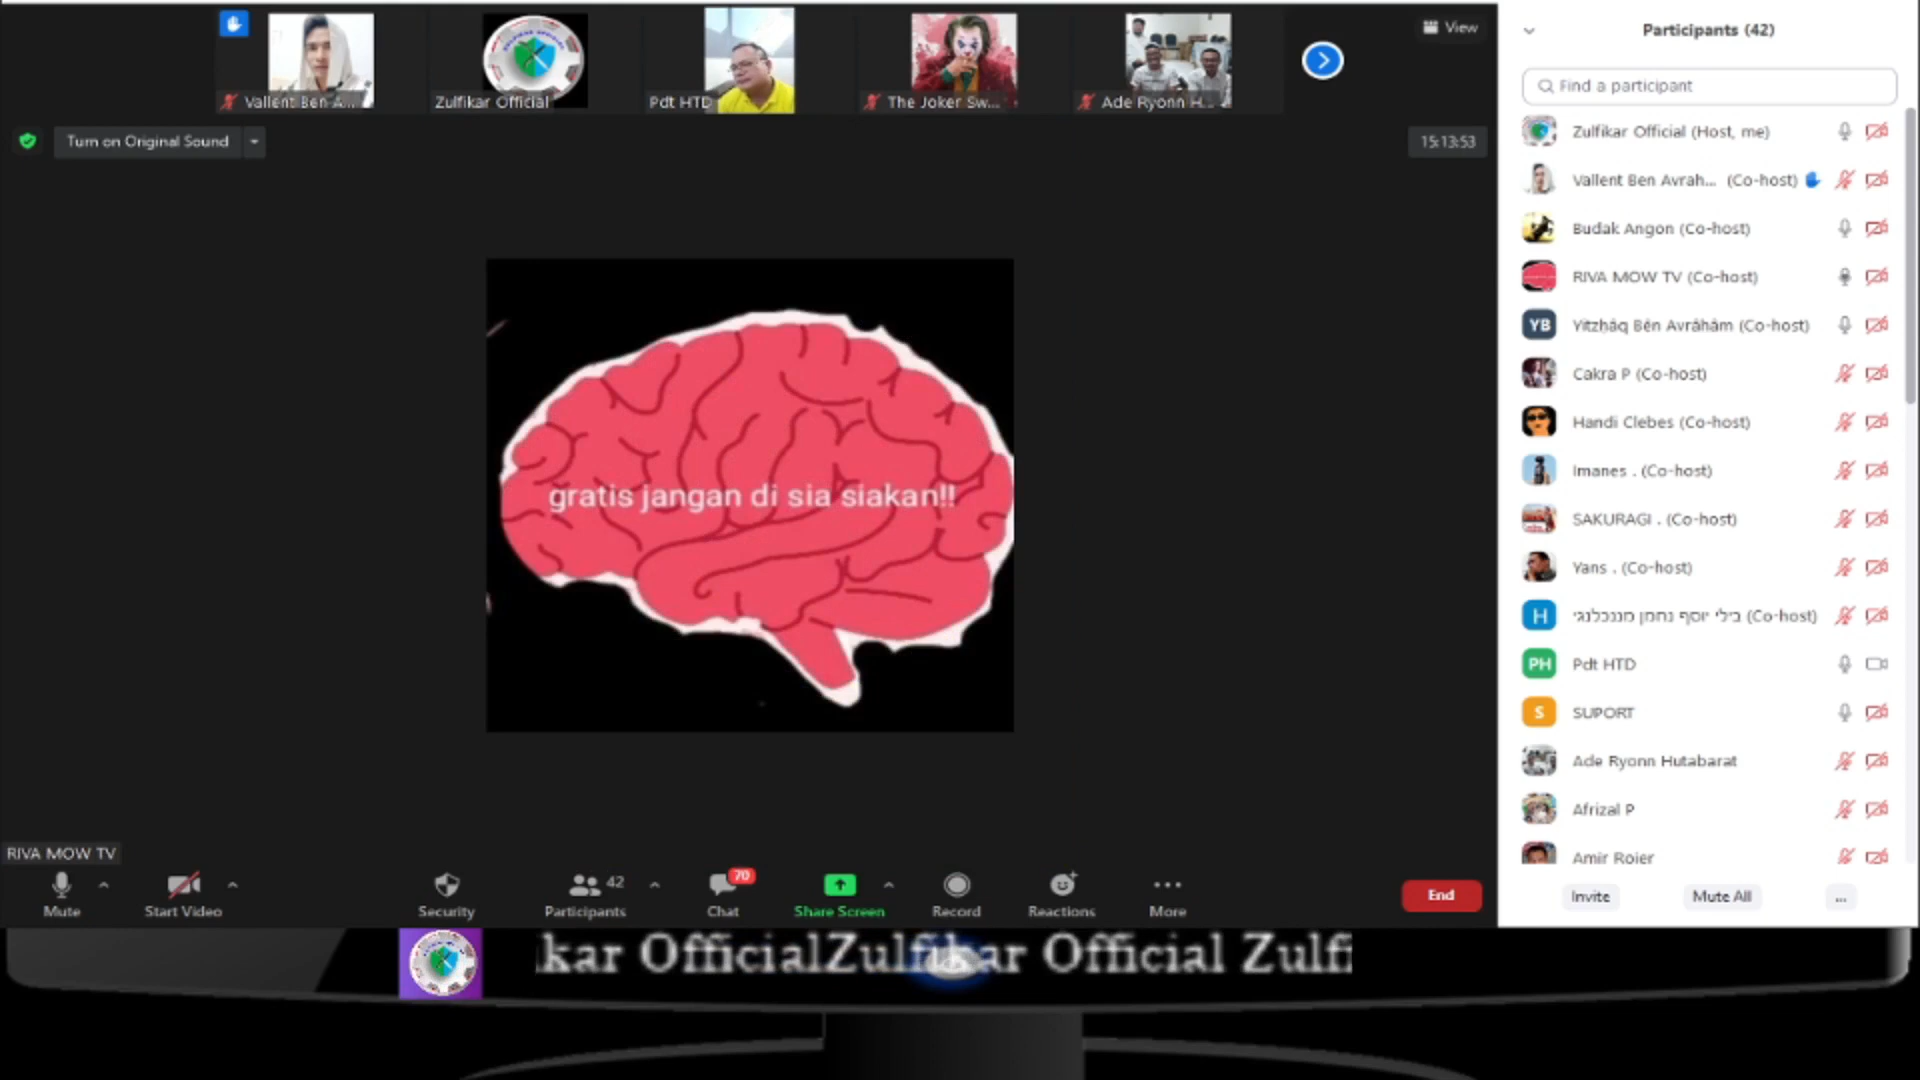 Vallent Ben A...
Zulfikar Official
Pdt HTD
The Joker Sw...
Ade Ryonn H...
View
Turn on Original Sound
15:13:53
gratis jangan di sia siakan!!
RIVA MOW TV
Mute
Start Video
Security
42
Participants
70
Chat
Share Screen
Record
Reactions
More
End
Participants (42)
Find a participant
Zulfikar Official (Host, me)
Vallent Ben Avrah... (Co-host)
Budak Angon (Co-host)
RIVA MOW TV (Co-host)
YB Yitzhâq Bên Avrâhâm (Co-host)
Cakra P (Co-host)
Handi Clebes (Co-host)
Imanes . (Co-host)
SAKURAGI . (Co-host)
Yans . (Co-host)
H בילי יוסף נחמן (Co-host)
PH Pdt HTD
S SUPORT
Ade Ryonn Hutabarat
Afrizal P
Amir Roier
Invite
Mute All
...
kar OfficialZulfikar Official Zulfi